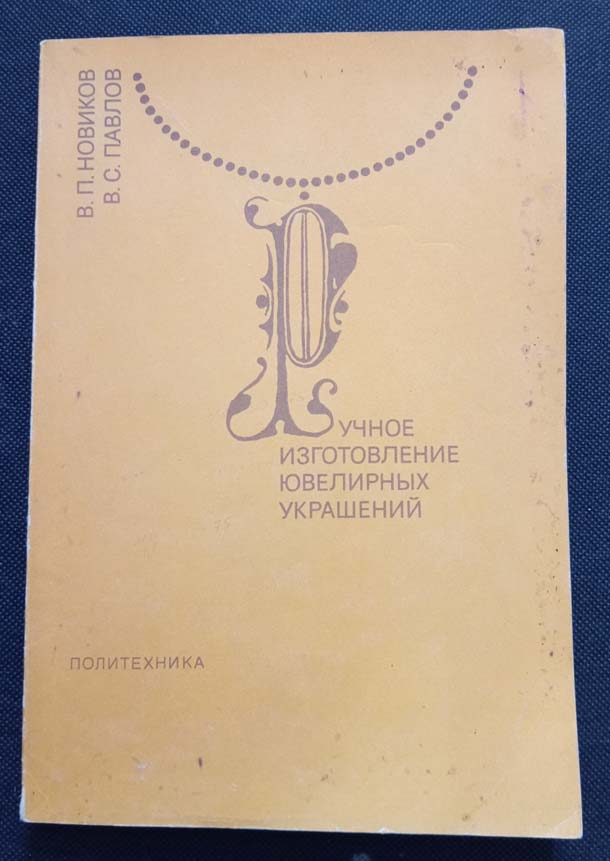 В. П. НОВИКОВ
В. С. ПАВЛОВ
РУЧНОЕ
ИЗГОТОВЛЕНИЕ
ЮВЕЛИРНЫХ
УКРАШЕНИЙ
ПОЛИТЕХНИКА